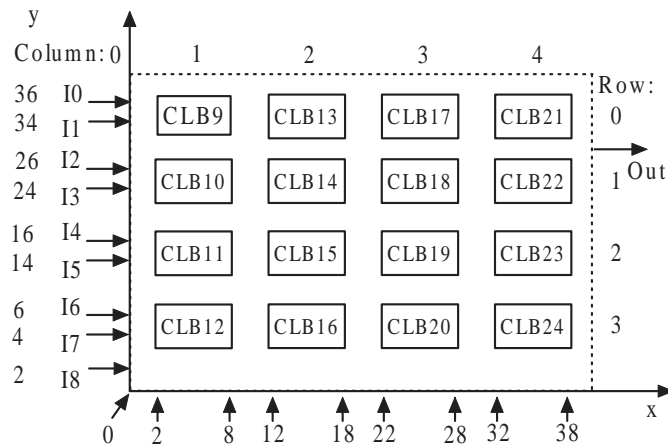 y
Column: 0 1 2 3 4
Row:
36 I0
34 I1
CLB9 CLB13 CLB17 CLB21 0
26 I2
24 I3
Out
CLB10 CLB14 CLB18 CLB22 1
16 I4
14 I5
CLB11 CLB15 CLB19 CLB23 2
6 I6
4 I7
CLB12 CLB16 CLB20 CLB24 3
2 I8
x
0 2 8 12 18 22 28 32 38